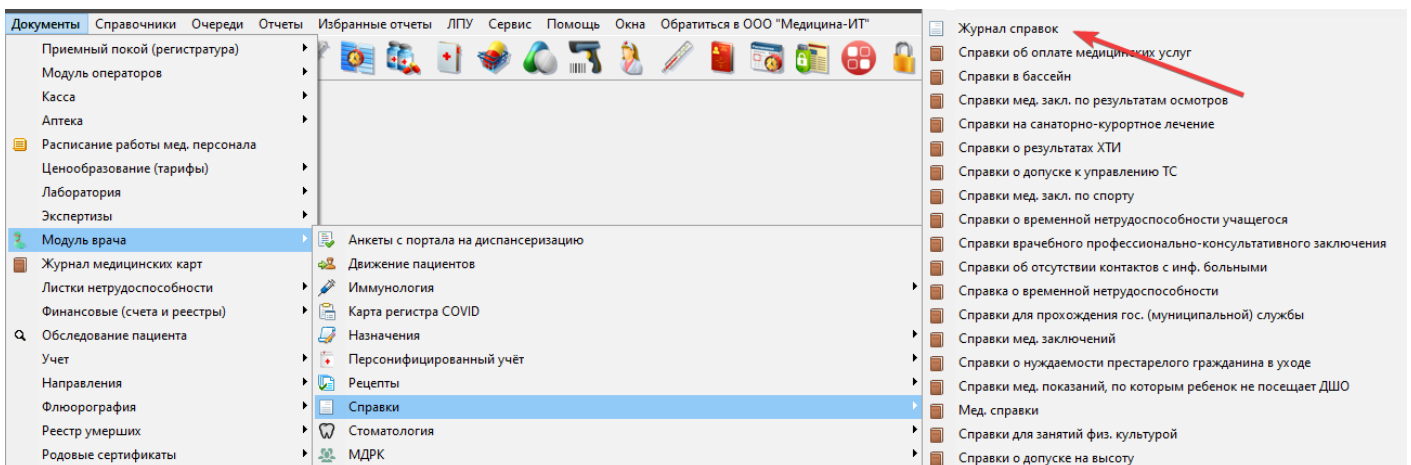 Документы Справочники Очереди Отчеты Избранные отчеты ЛПУ Сервис Помощь Окна Обратиться в ООО "Медицина-ИТ"
Приемный покой (регистратура)
Модуль операторов
Касса
Аптека
Расписание работы мед. персонала
Ценообразование (тарифы)
Лаборатория
Экспертизы
Модуль врача
Журнал медицинских карт
Листки нетрудоспособности
Финансовые (счета и реестры)
Обследование пациента
Учет
Направления
Флюорография
Реестр умерших
Родовые сертификаты
Анкеты с портала на диспансеризацию
Движение пациентов
Иммунология
Карта регистра COVID
Назначения
Персонифицированный учёт
Рецепты
Справки
Стоматология
МДРК
Журнал справок
Справки об оплате медицинских услуг
Справки в бассейн
Справки мед. закл. по результатам осмотров
Справки на санаторно-курортное лечение
Справки о результатах ХТИ
Справки о допуске к управлению ТС
Справки мед. закл. по спорту
Справки о временной нетрудоспособности учащегося
Справки врачебного профессионально-консультативного заключения
Справки об отсутствии контактов с инф. больными
Справка о временной нетрудоспособности
Справки для прохождения гос. (муниципальной) службы
Справки мед. заключений
Справки о нуждаемости престарелого гражданина в уходе
Справки мед. показаний, по которым ребенок не посещает ДШО
Мед. справки
Справки для занятий физ. культурой
Справки о допуске на высоту